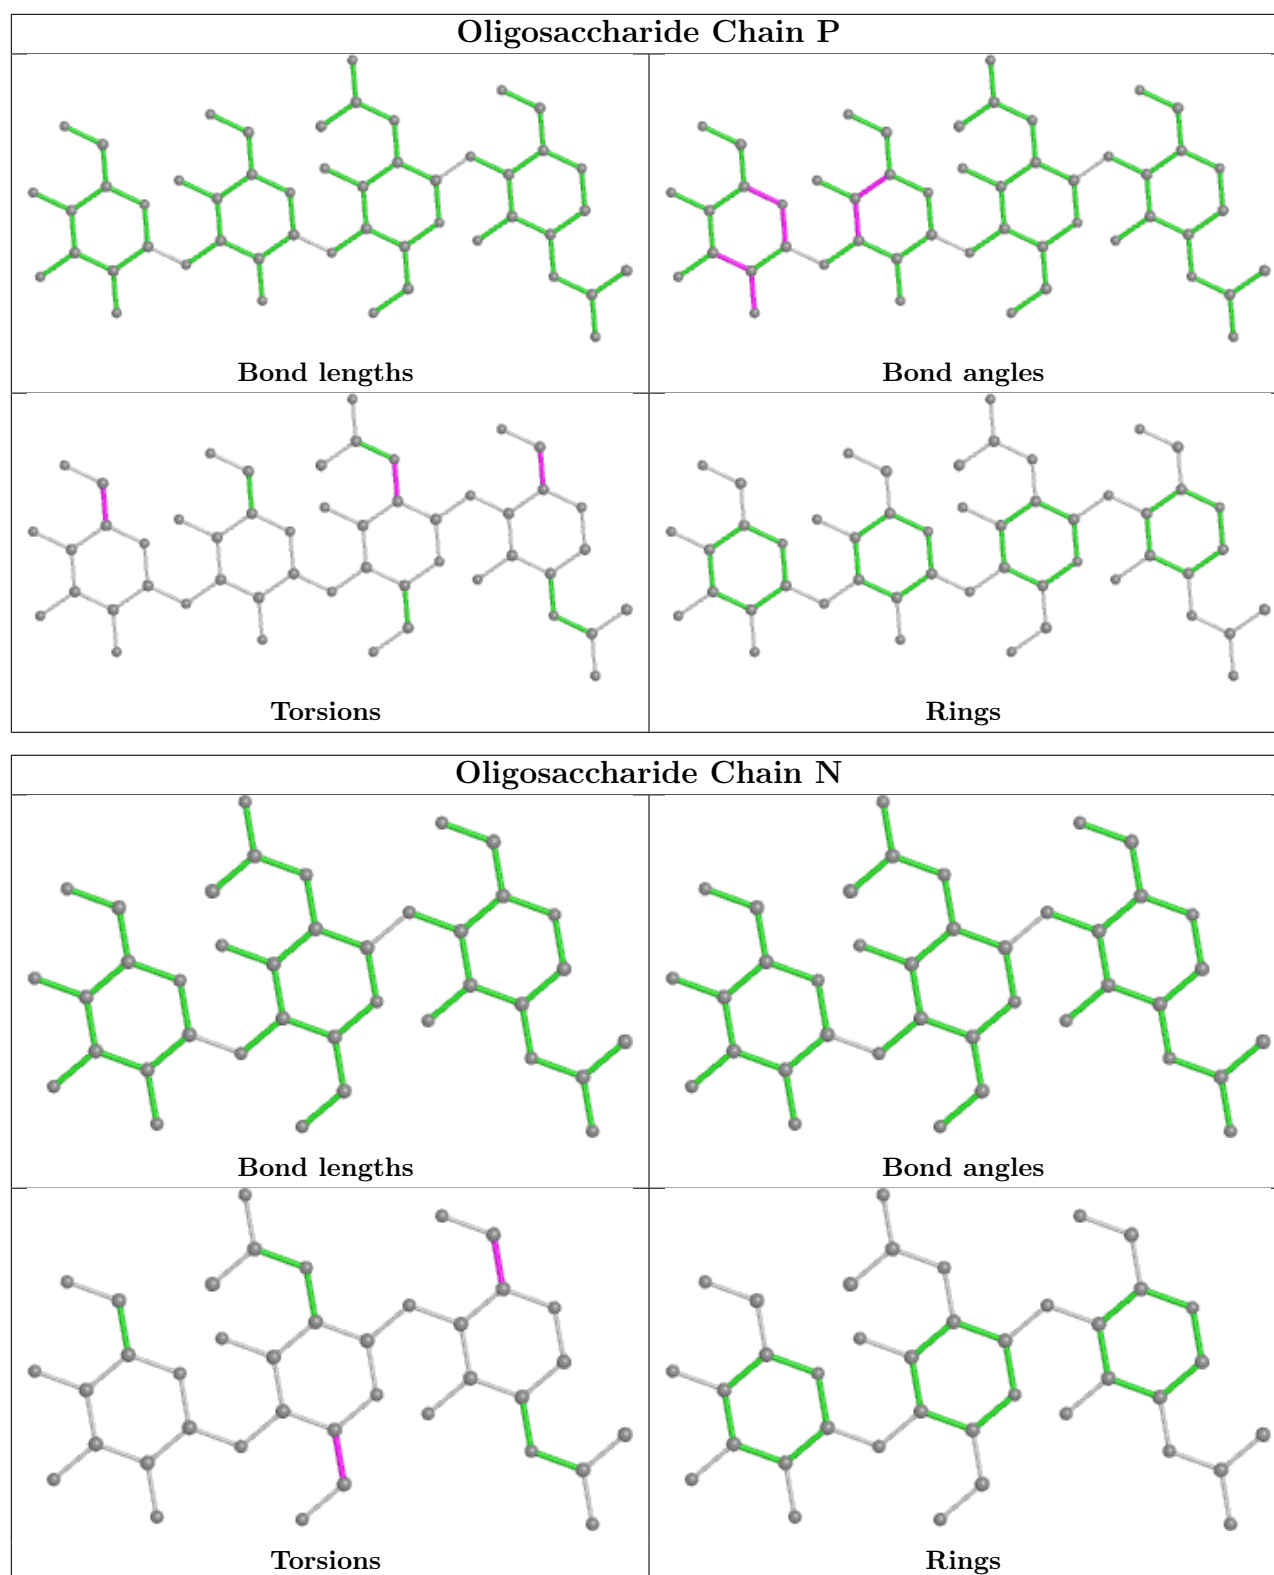 Oligosaccharide Chain P
Bond lengths
Bond angles
Torsions
Rings
Oligosaccharide Chain N
Bond lengths
Bond angles
Torsions
Rings